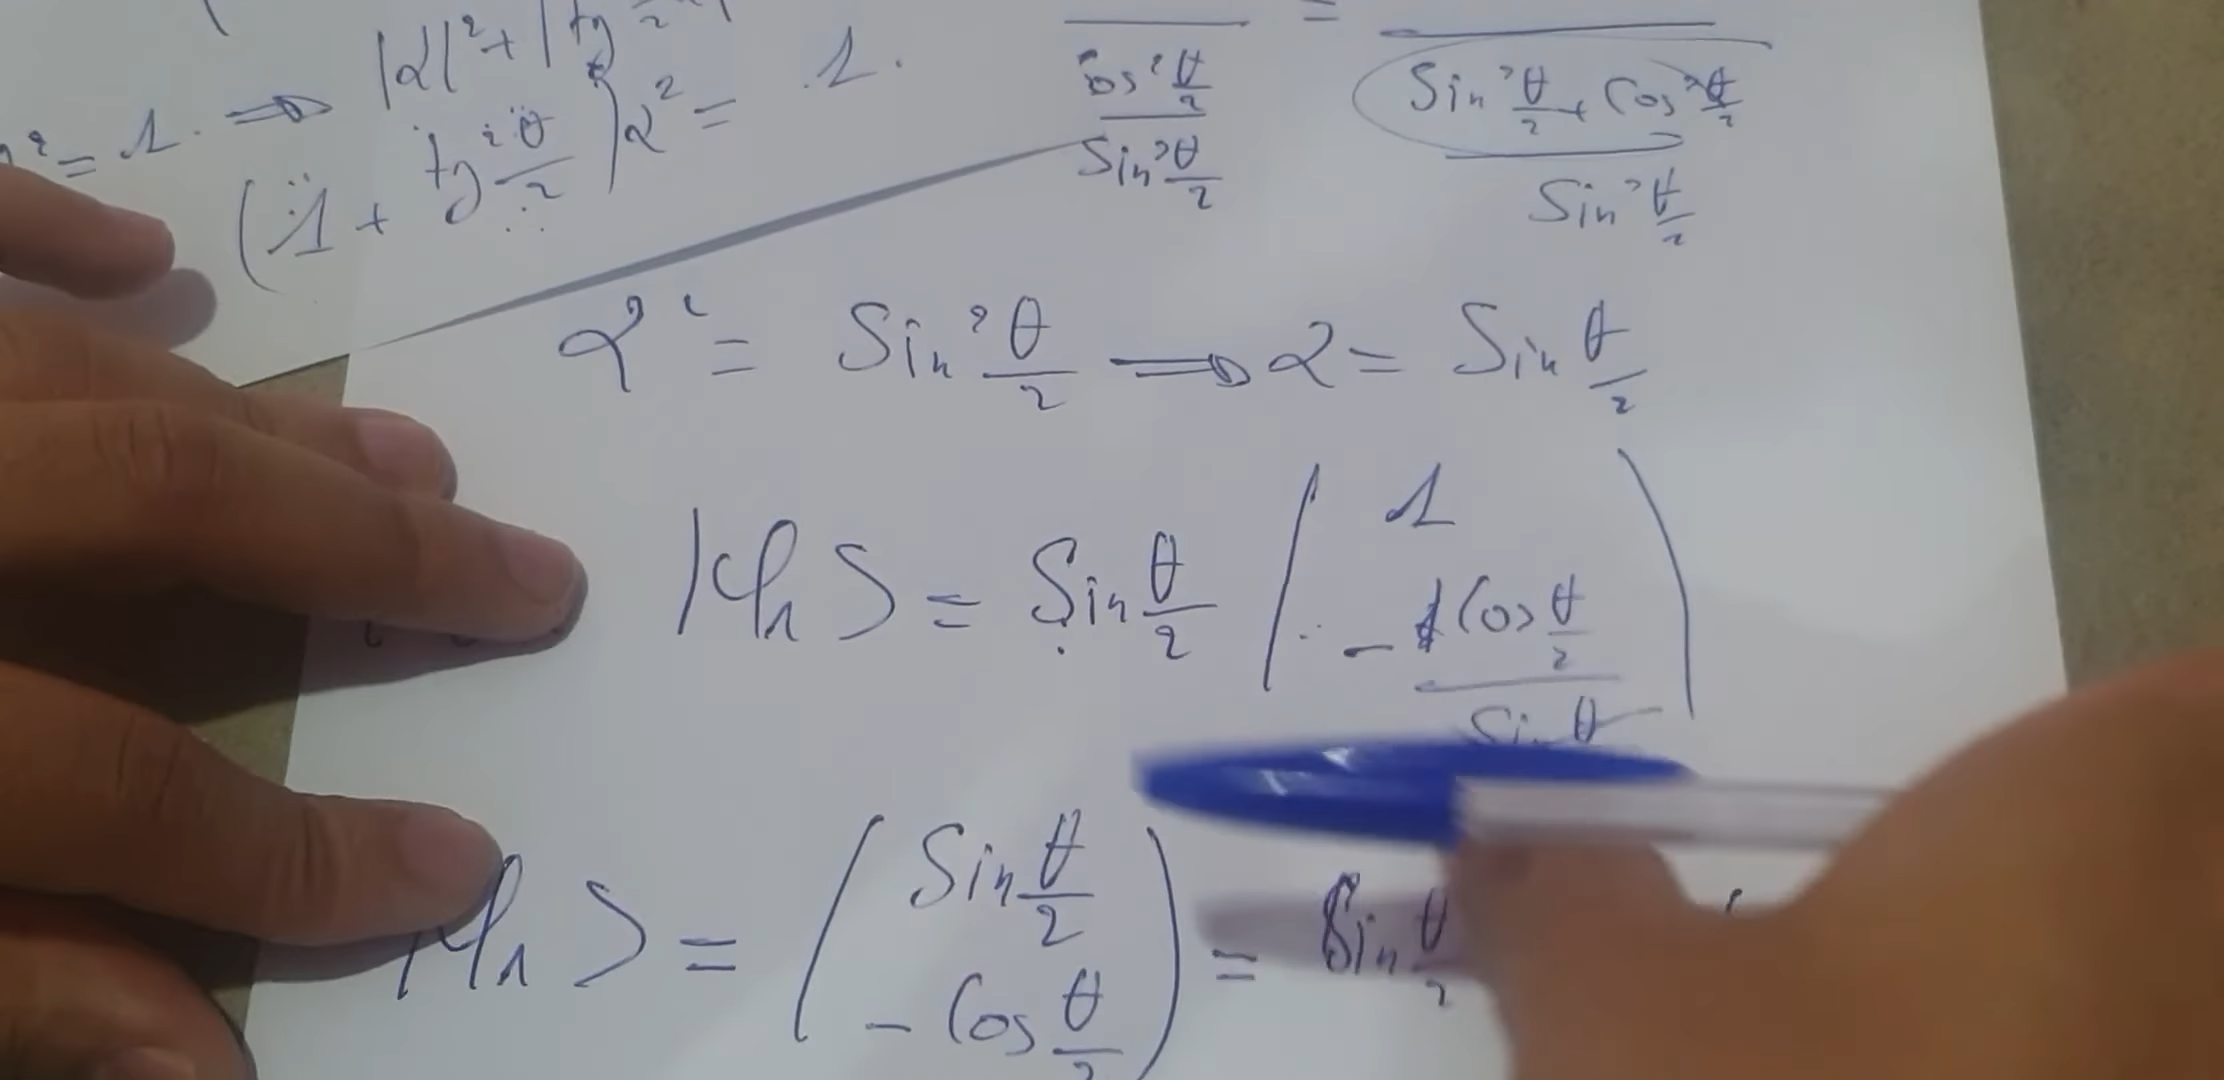 |α|² + |tg
² = 1. ⇒ (1 + tg² θ/2) α² = 1.
cos² θ/2 / Sin² θ/2 = / (Sin² θ/2 + Cos² θ/2) / Sin² θ/2
α² = Sin² θ/2 ⇒ α = Sin θ/2
|φ₁ > = Sin θ/2 ( 1
- Cos θ/2 / Sin θ )
φ₁ > = ( Sin θ/2
- Cos θ/2 ) = Sin θ/2